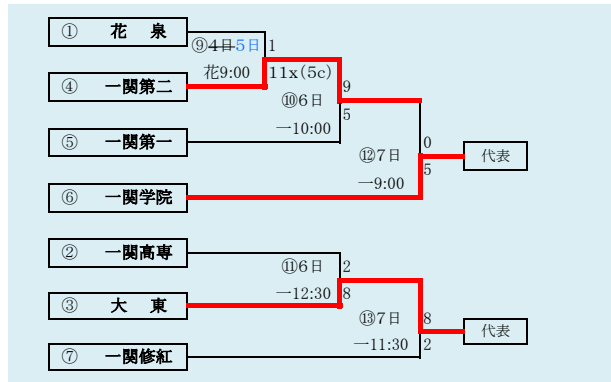 ① 花 泉
⑨4日5日 1
④ 一関第二
花9:00 11x(5c)
9
⑩6日
5
⑤ 一関第一
一10:00
0
⑫7日
代表
5
一9:00
⑥ 一関学院
② 一関高専
⑪6日 2
一12:30 8
③ 大 東
⑬7日 8
代表
一11:30 2
⑦ 一関修紅